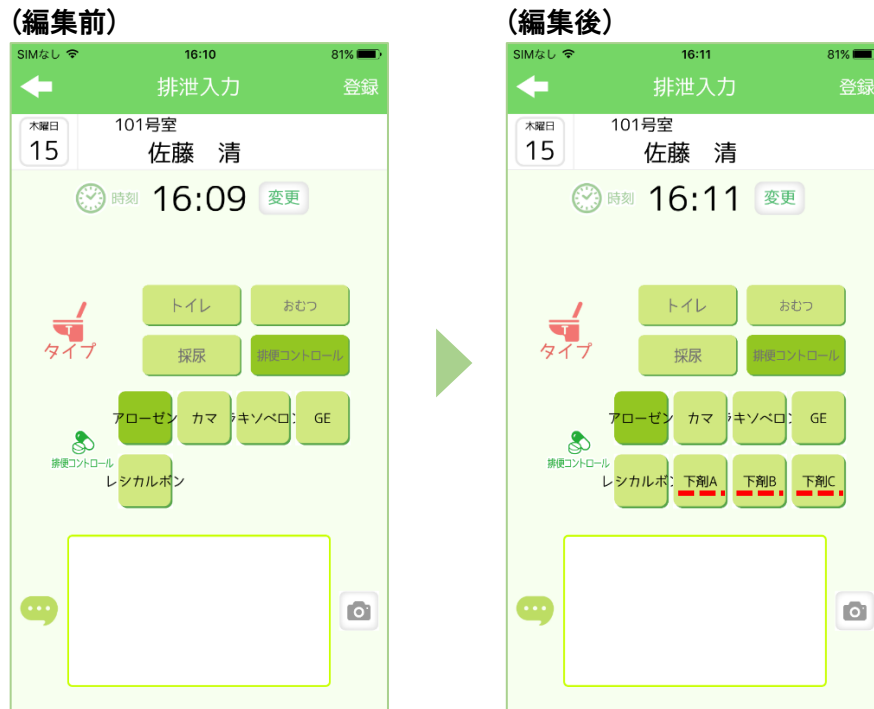 (編集前)
SIMなし 16:10 81%
排泄入力 登録
木曜日
15
101号室
佐藤　清
時刻 16:09 変更
トイレ おむつ
タイプ
採尿 排便コントロール
アローゼン カマ ラキソベロン GE
排便コントロール
レシカルボン
(編集後)
SIMなし 16:11 81%
排泄入力 登録
木曜日
15
101号室
佐藤　清
時刻 16:11 変更
トイレ おむつ
タイプ
採尿 排便コントロール
アローゼン カマ キソベロ GE
排便コントロール
レシカルボ 下剤A 下剤B 下剤C